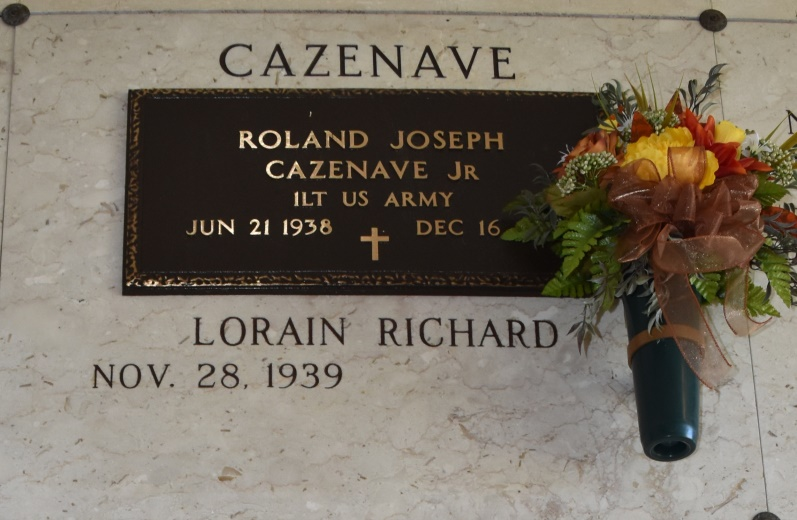 CAZENAVE
ROLAND JOSEPH
CAZENAVE JR
1LT US ARMY
JUN 21 1938 DEC 16
LORAIN RICHARD
NOV. 28, 1939